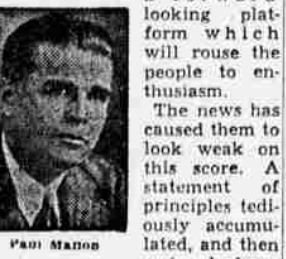 looking plat-
form which
will rouse the
people to en-
thusiasm.
The news has
caused them to
look weak on
this score. A
statement of
principles tedi-
ously accumu-
lated, and then
Paul Mallon